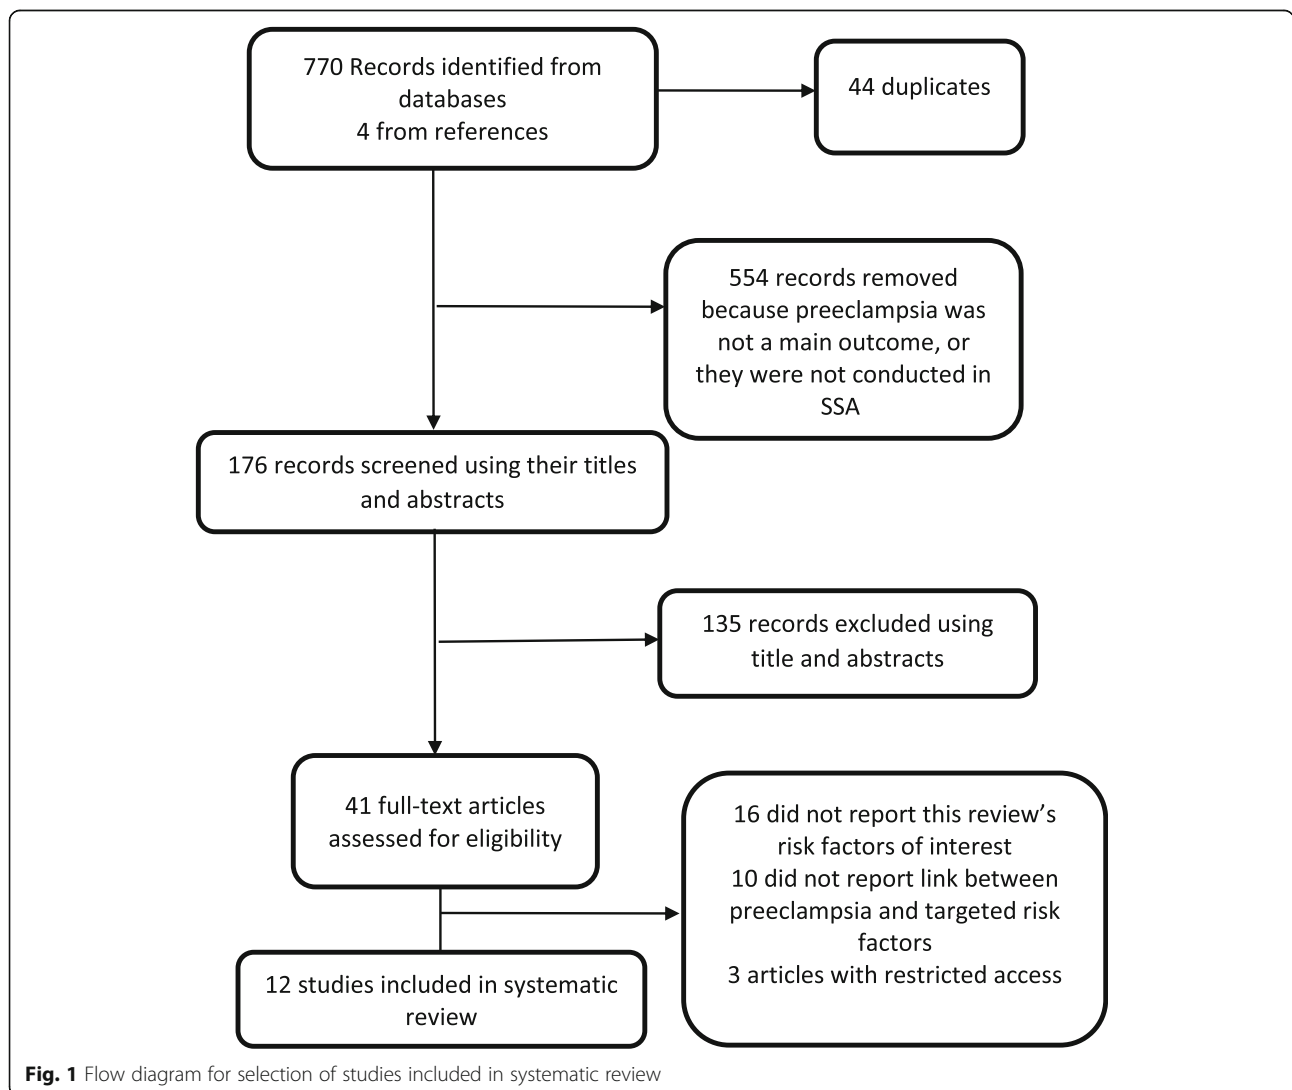 770 Records identified from
databases
4 from references
44 duplicates
554 records removed
because preeclampsia was
not a main outcome, or
they were not conducted in
SSA
176 records screened using their titles
and abstracts
135 records excluded using
title and abstracts
41 full-text articles
assessed for eligibility
16 did not report this review’s
risk factors of interest
10 did not report link between
preeclampsia and targeted risk
factors
3 articles with restricted access
12 studies included in systematic
review
Fig. 1 Flow diagram for selection of studies included in systematic review